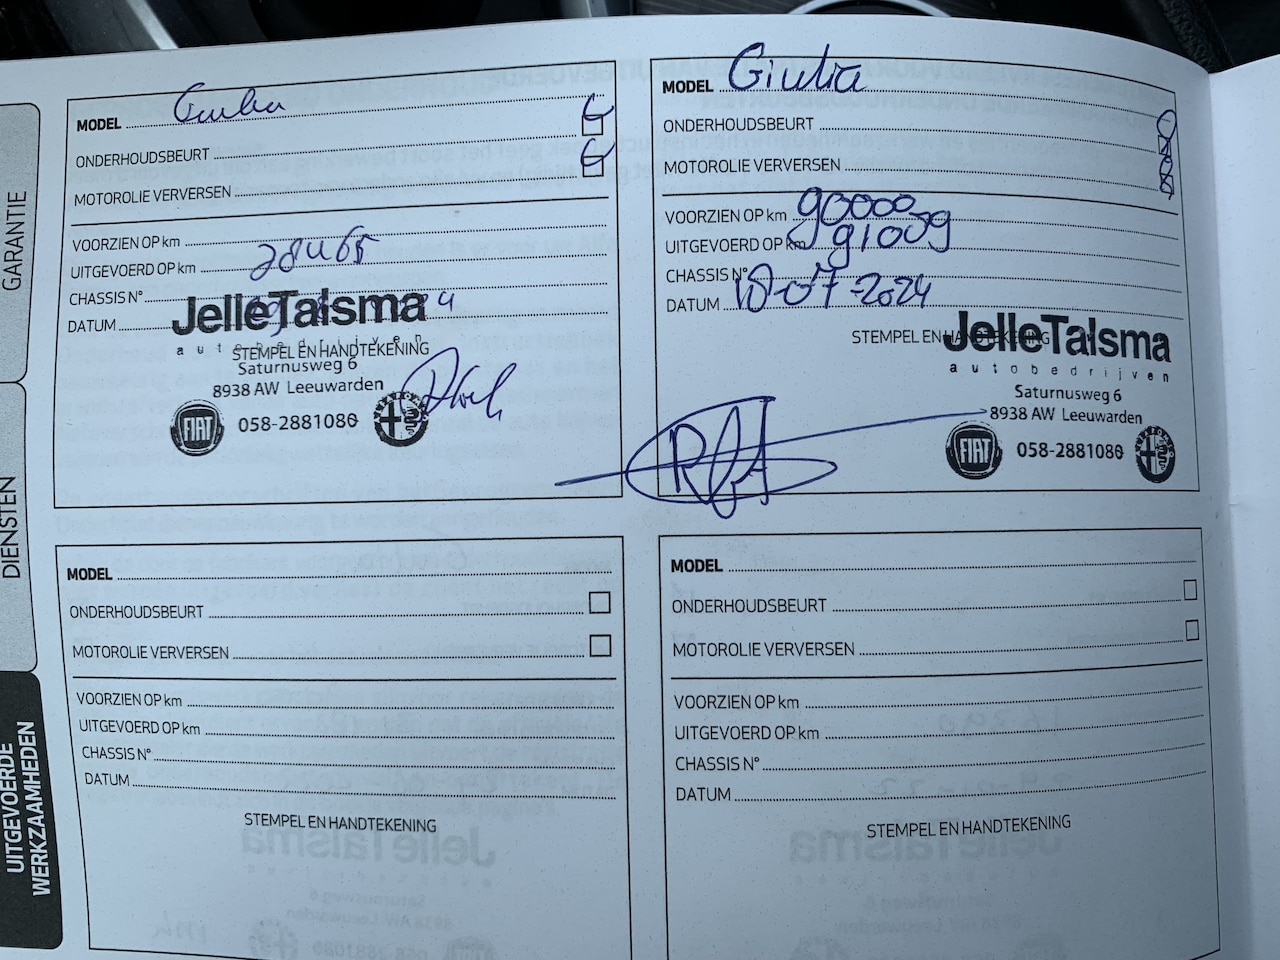 GARANTIE
DIENSTEN
UITGEVOERDE
WERKZAAMHEDEN
MODEL Giulia
ONDERHOUDSBEURT
MOTOROLIE VERVERSEN
VOORZIEN OP km
UITGEVOERD OP km 28465
CHASSIS N°
DATUM
JelleTalsma
autobedrijven
STEMPEL EN HANDTEKENING
Saturnusweg 6
8938 AW Leeuwarden
FIAT 058-2881080
MODEL Giulia
ONDERHOUDSBEURT
MOTOROLIE VERVERSEN
VOORZIEN OP km
UITGEVOERD OP km
CHASSIS N°
DATUM 18-07-2024
STEMPEL EN HANDTEKENING
JelleTalsma
autobedrijven
Saturnusweg 6
8938 AW Leeuwarden
FIAT 058-2881080
MODEL
ONDERHOUDSBEURT
MOTOROLIE VERVERSEN
VOORZIEN OP km
UITGEVOERD OP km
CHASSIS N°
DATUM
STEMPEL EN HANDTEKENING
MODEL
ONDERHOUDSBEURT
MOTOROLIE VERVERSEN
VOORZIEN OP km
UITGEVOERD OP km
CHASSIS N°
DATUM
STEMPEL EN HANDTEKENING